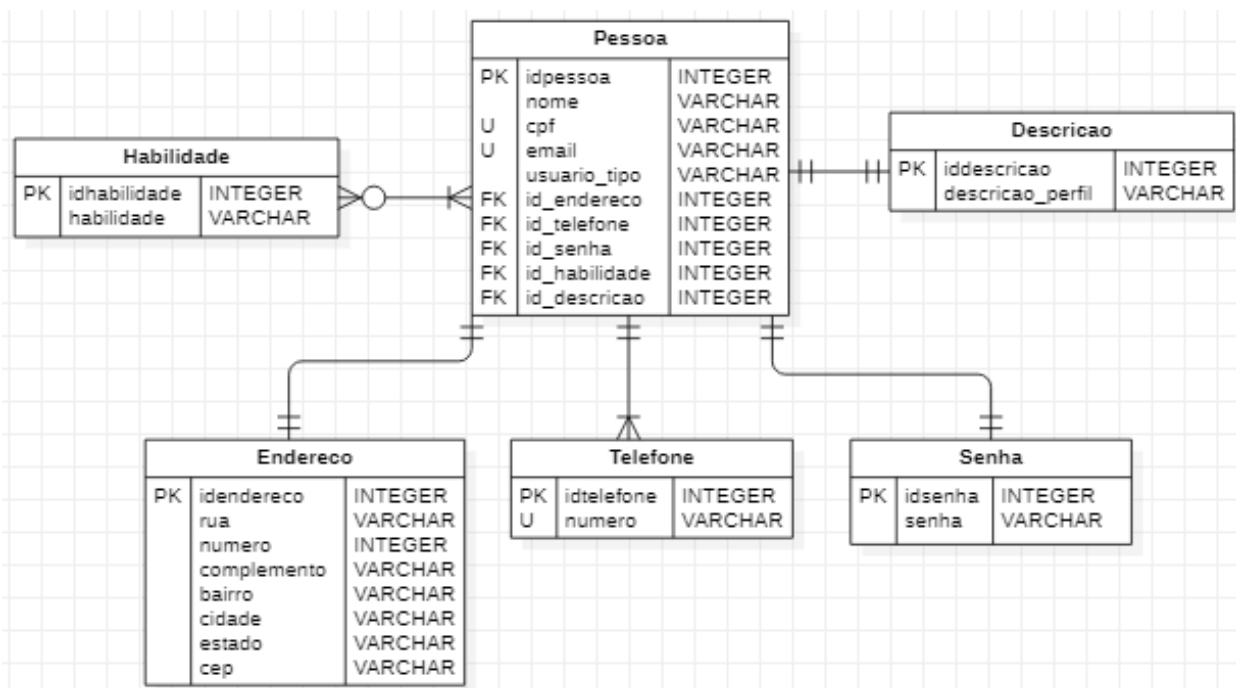 Pessoa
PK idpessoa INTEGER
nome VARCHAR
U cpf VARCHAR
U email VARCHAR
usuario_tipo VARCHAR
FK id_endereco INTEGER
FK id_telefone INTEGER
FK id_senha INTEGER
FK id_habilidade INTEGER
FK id_descricao INTEGER
Habilidade
PK idhabilidade INTEGER
habilidade VARCHAR
Descricao
PK iddescricao INTEGER
descricao_perfil VARCHAR
Endereco
PK idendereco INTEGER
rua VARCHAR
numero INTEGER
complemento VARCHAR
bairro VARCHAR
cidade VARCHAR
estado VARCHAR
cep VARCHAR
Telefone
PK idtelefone INTEGER
U numero VARCHAR
Senha
PK idsenha INTEGER
senha VARCHAR